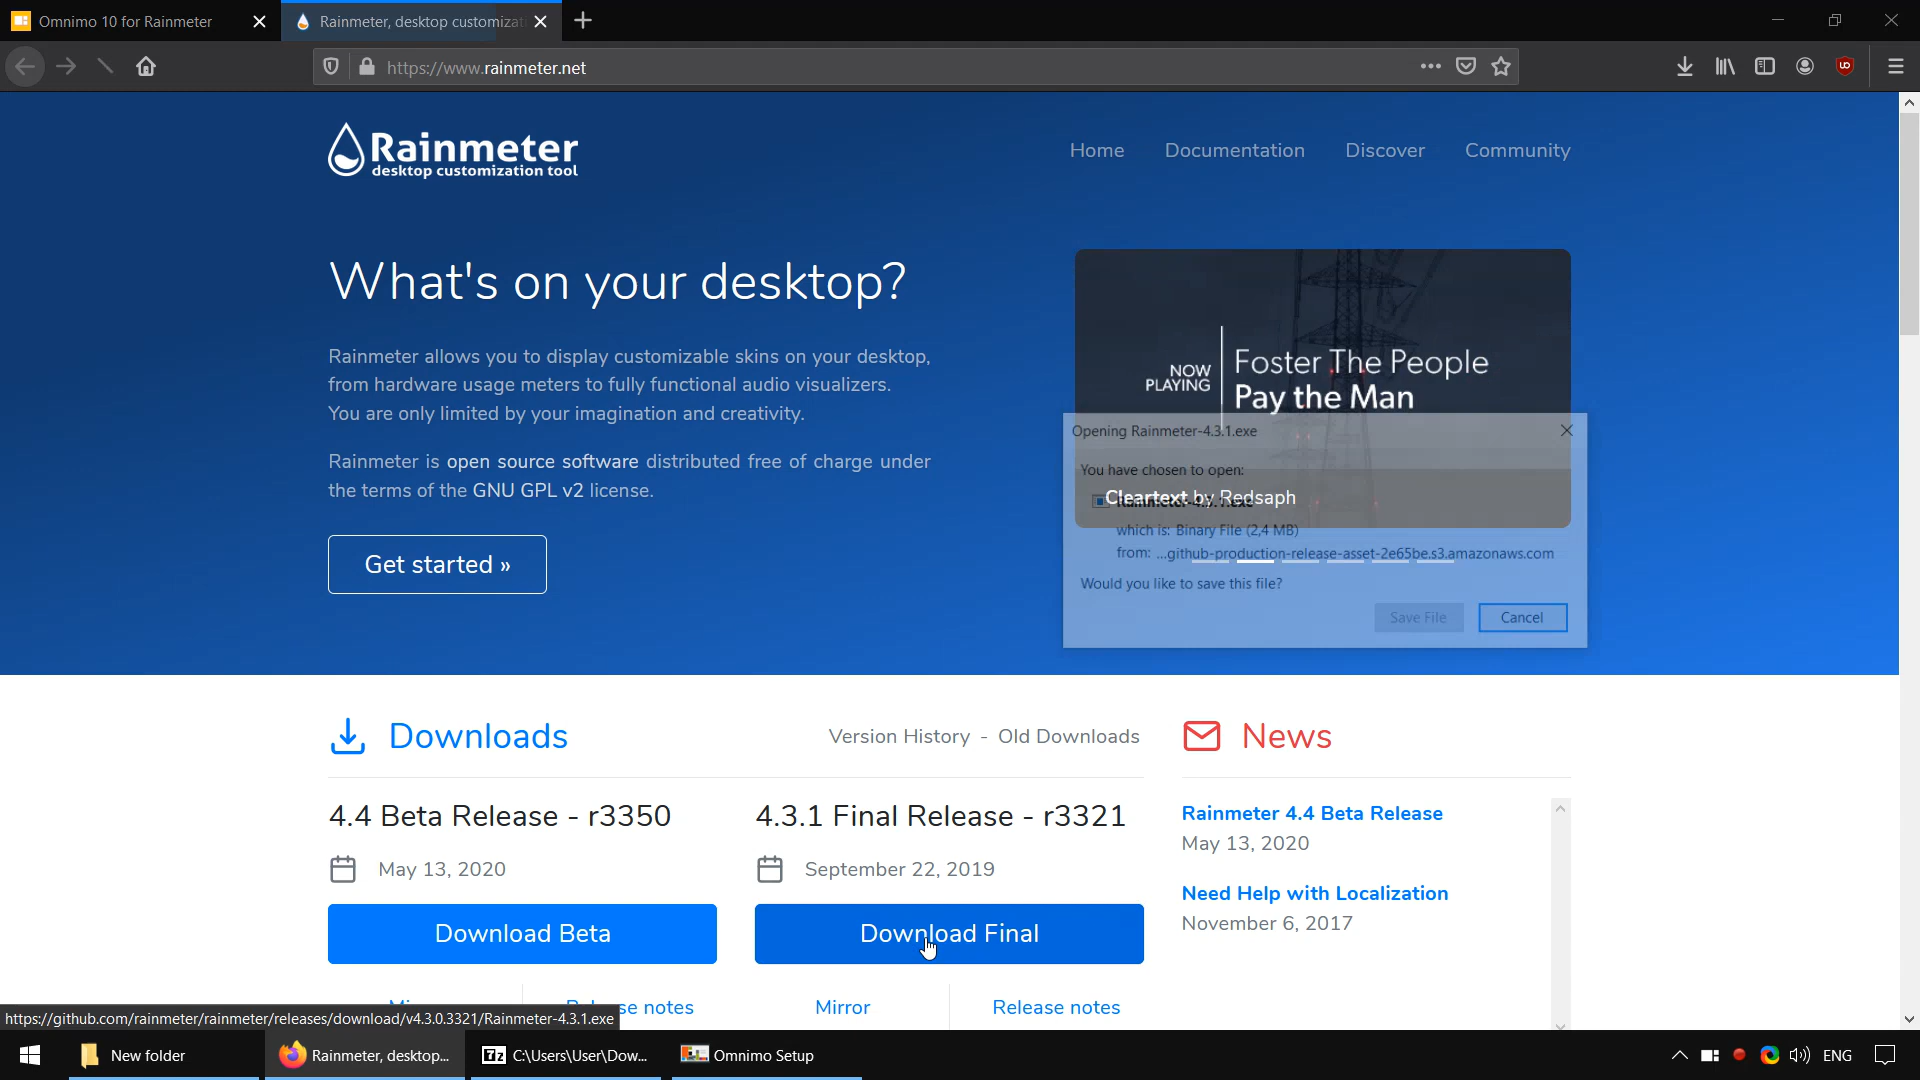 Omnimo 10 for Rainmeter
Rainmeter, desktop customizat
https://www.rainmeter.net
Rainmeter
desktop customization tool
Home
Documentation
Discover
Community
What's on your desktop?
Rainmeter allows you to display customizable skins on your desktop,
from hardware usage meters to fully functional audio visualizers.
You are only limited by your imagination and creativity.
Rainmeter is open source software distributed free of charge under
the terms of the GNU GPL v2 license.
Get started »
NOW
PLAYING
Foster The People
Pay the Man
Opening Rainmeter-4.3.1.exe
You have chosen to open:
Cleartext by Redsaph
Rainmeter-4.3.1.exe
which is: Binary File (2,4 MB)
from: ...github-production-release-asset-2e65be.s3.amazonaws.com
Would you like to save this file?
Save File
Cancel
Downloads
Version History - Old Downloads
News
4.4 Beta Release - r3350
May 13, 2020
Download Beta
4.3.1 Final Release - r3321
September 22, 2019
Download Final
Rainmeter 4.4 Beta Release
May 13, 2020
Need Help with Localization
November 6, 2017
se notes
Mirror
Release notes
https://github.com/rainmeter/rainmeter/releases/download/v4.3.0.3321/Rainmeter-4.3.1.exe
New folder
Rainmeter, desktop...
7z
C:\Users\User\Dow...
Omnimo Setup
ENG